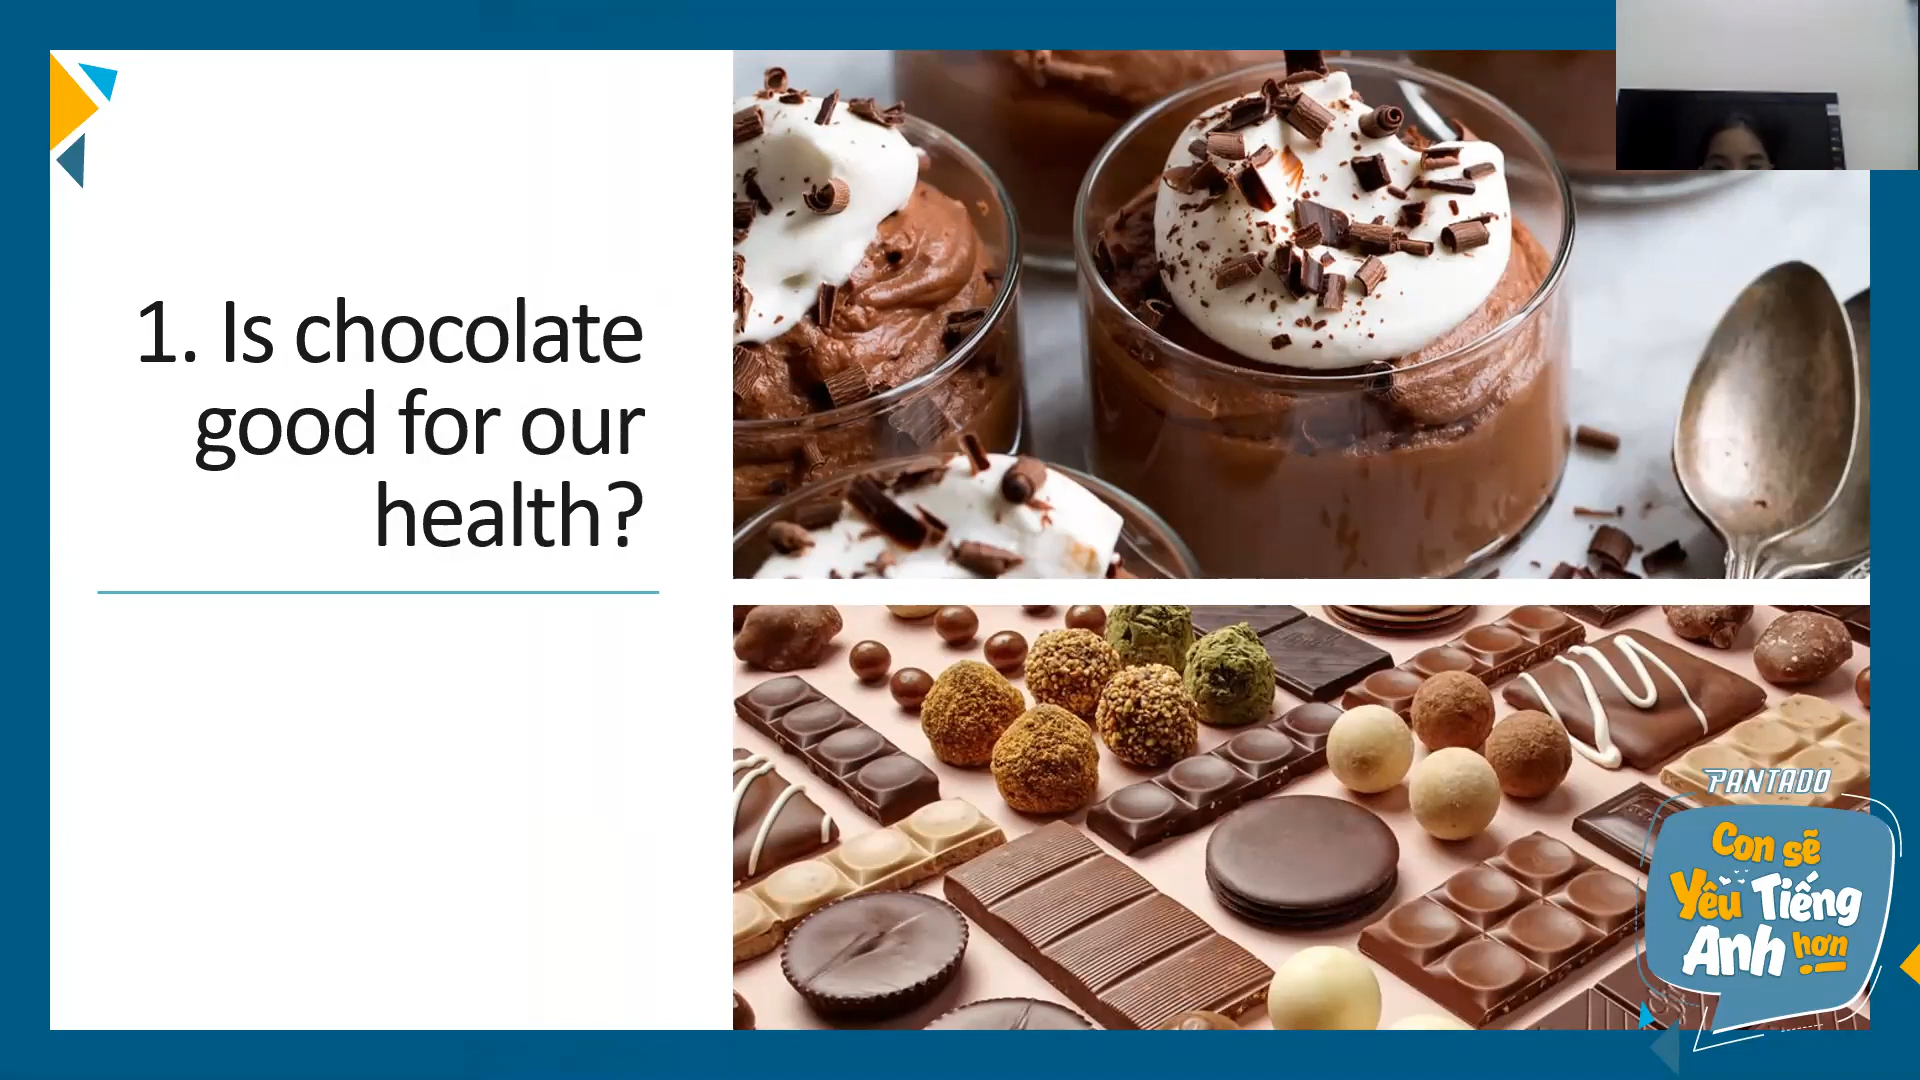 1. Is chocolate
good for our
health?
PANTADO
Con sẽ
Yêu Tiếng
Anh hơn